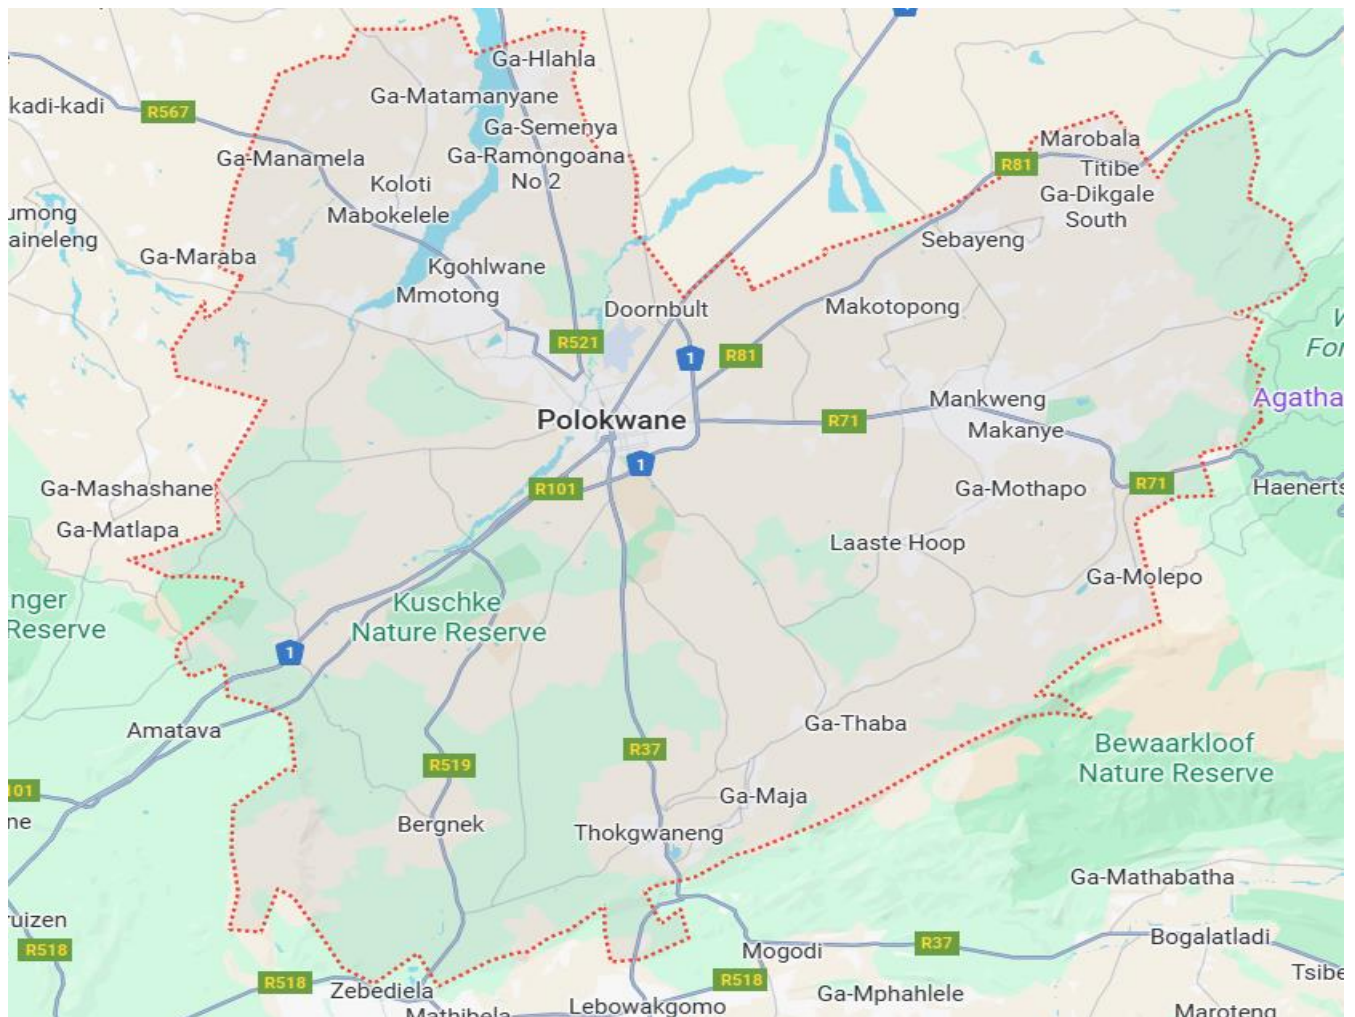 Ga-Hlahla
Ga-Matamanyane
kadi-kadi
R567
Ga-Semenya
Ga-Manamela
Ga-Ramongoana
No 2
Koloti
Mabokelele
Marobala
R81
Titibe
Ga-Dikgale
South
umong
aineleng
Ga-Maraba
Sebayeng
Kgohlwane
Mmotong
Doornbult
Makotopong
R521
1
R81
For
Agatha
Polokwane
Mankweng
R71
Makanye
1
R101
Ga-Mashashane
Ga-Mothapo
R71
Haenerts
Ga-Matlapa
Laaste Hoop
Ga-Molepo
nger
Reserve
Kuschke
Nature Reserve
1
Amatava
Ga-Thaba
R37
Bewaarkloof
Nature Reserve
R519
101
Ga-Maja
ne
Bergnek
Thokgwaneng
Ga-Mathabatha
ruizen
R518
Mogodi
R37
Bogalatladi
R518
Zebediela
R518
Tsibe
Ga-Mphahlele
Lebowakgomo
Mathibela
Maroteng